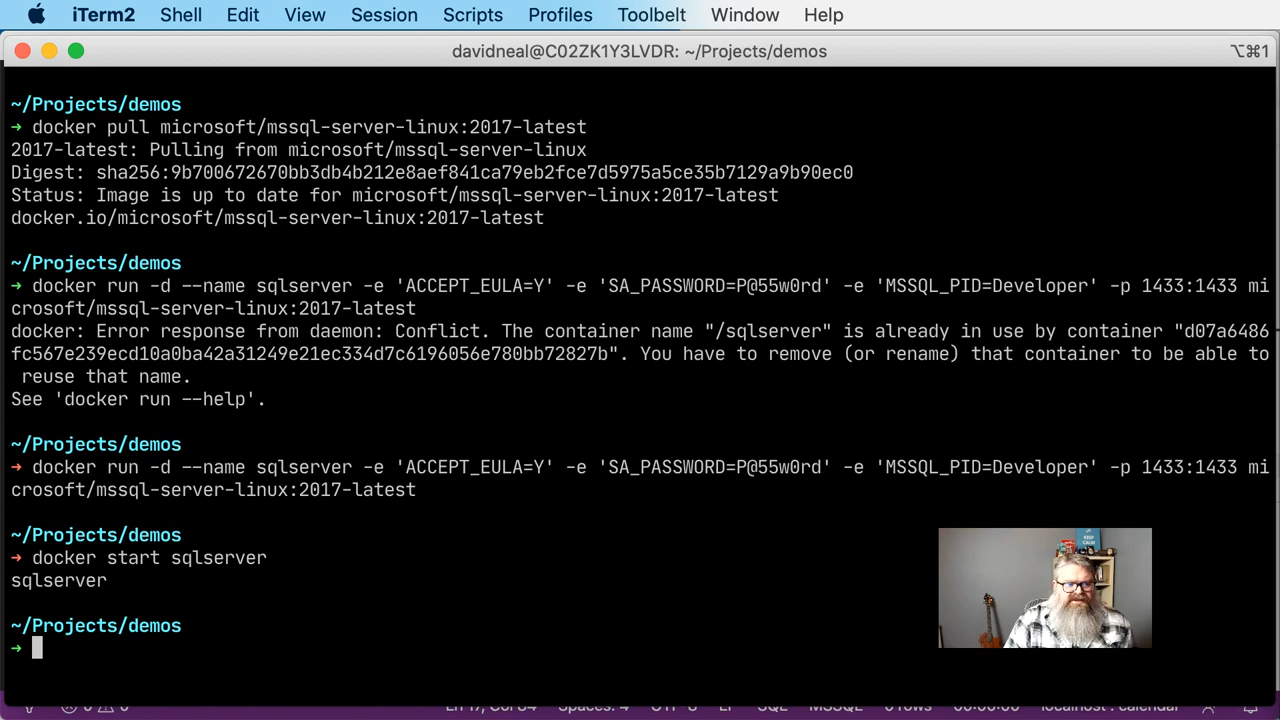 iTerm2 Shell Edit View Session Scripts Profiles Toolbelt Window Help
davidneal@C02ZK1Y3LVDR: ~/Projects/demos ⌥⌘1
~/Projects/demos
➜ docker pull microsoft/mssql-server-linux:2017-latest
2017-latest: Pulling from microsoft/mssql-server-linux
Digest: sha256:9b700672670bb3db4b212e8aef841ca79eb2fce7d5975a5ce35b7129a9b90ec0
Status: Image is up to date for microsoft/mssql-server-linux:2017-latest
docker.io/microsoft/mssql-server-linux:2017-latest
~/Projects/demos
➜ docker run -d --name sqlserver -e 'ACCEPT_EULA=Y' -e 'SA_PASSWORD=P@55w0rd' -e 'MSSQL_PID=Developer' -p 1433:1433 mi
crosoft/mssql-server-linux:2017-latest
docker: Error response from daemon: Conflict. The container name "/sqlserver" is already in use by container "d07a6486
fc567e239ecd10a0ba42a31249e21ec334d7c6196056e780bb72827b". You have to remove (or rename) that container to be able to
 reuse that name.
See 'docker run --help'.
~/Projects/demos
➜ docker run -d --name sqlserver -e 'ACCEPT_EULA=Y' -e 'SA_PASSWORD=P@55w0rd' -e 'MSSQL_PID=Developer' -p 1433:1433 mi
crosoft/mssql-server-linux:2017-latest
~/Projects/demos
➜ docker start sqlserver
sqlserver
KEEP
CALM
~/Projects/demos
➜